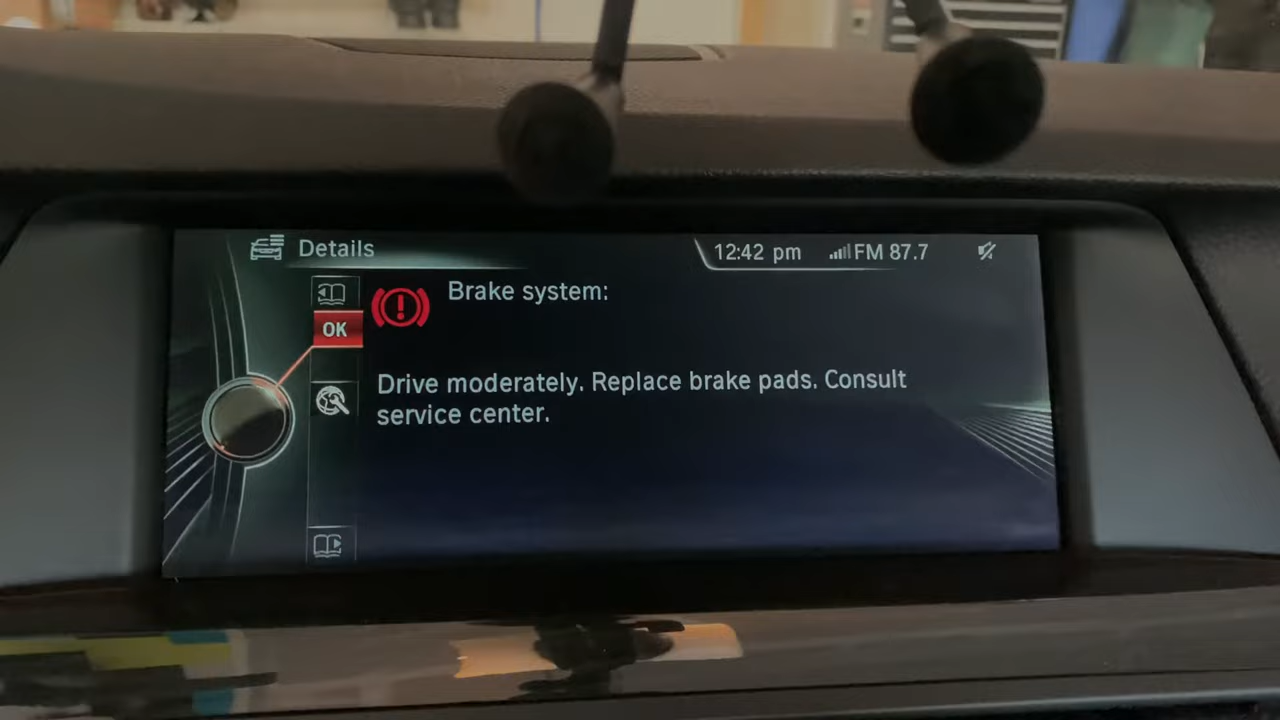 Details
12:42 pm FM 87.7
Brake system:
OK
Drive moderately. Replace brake pads. Consult
service center.